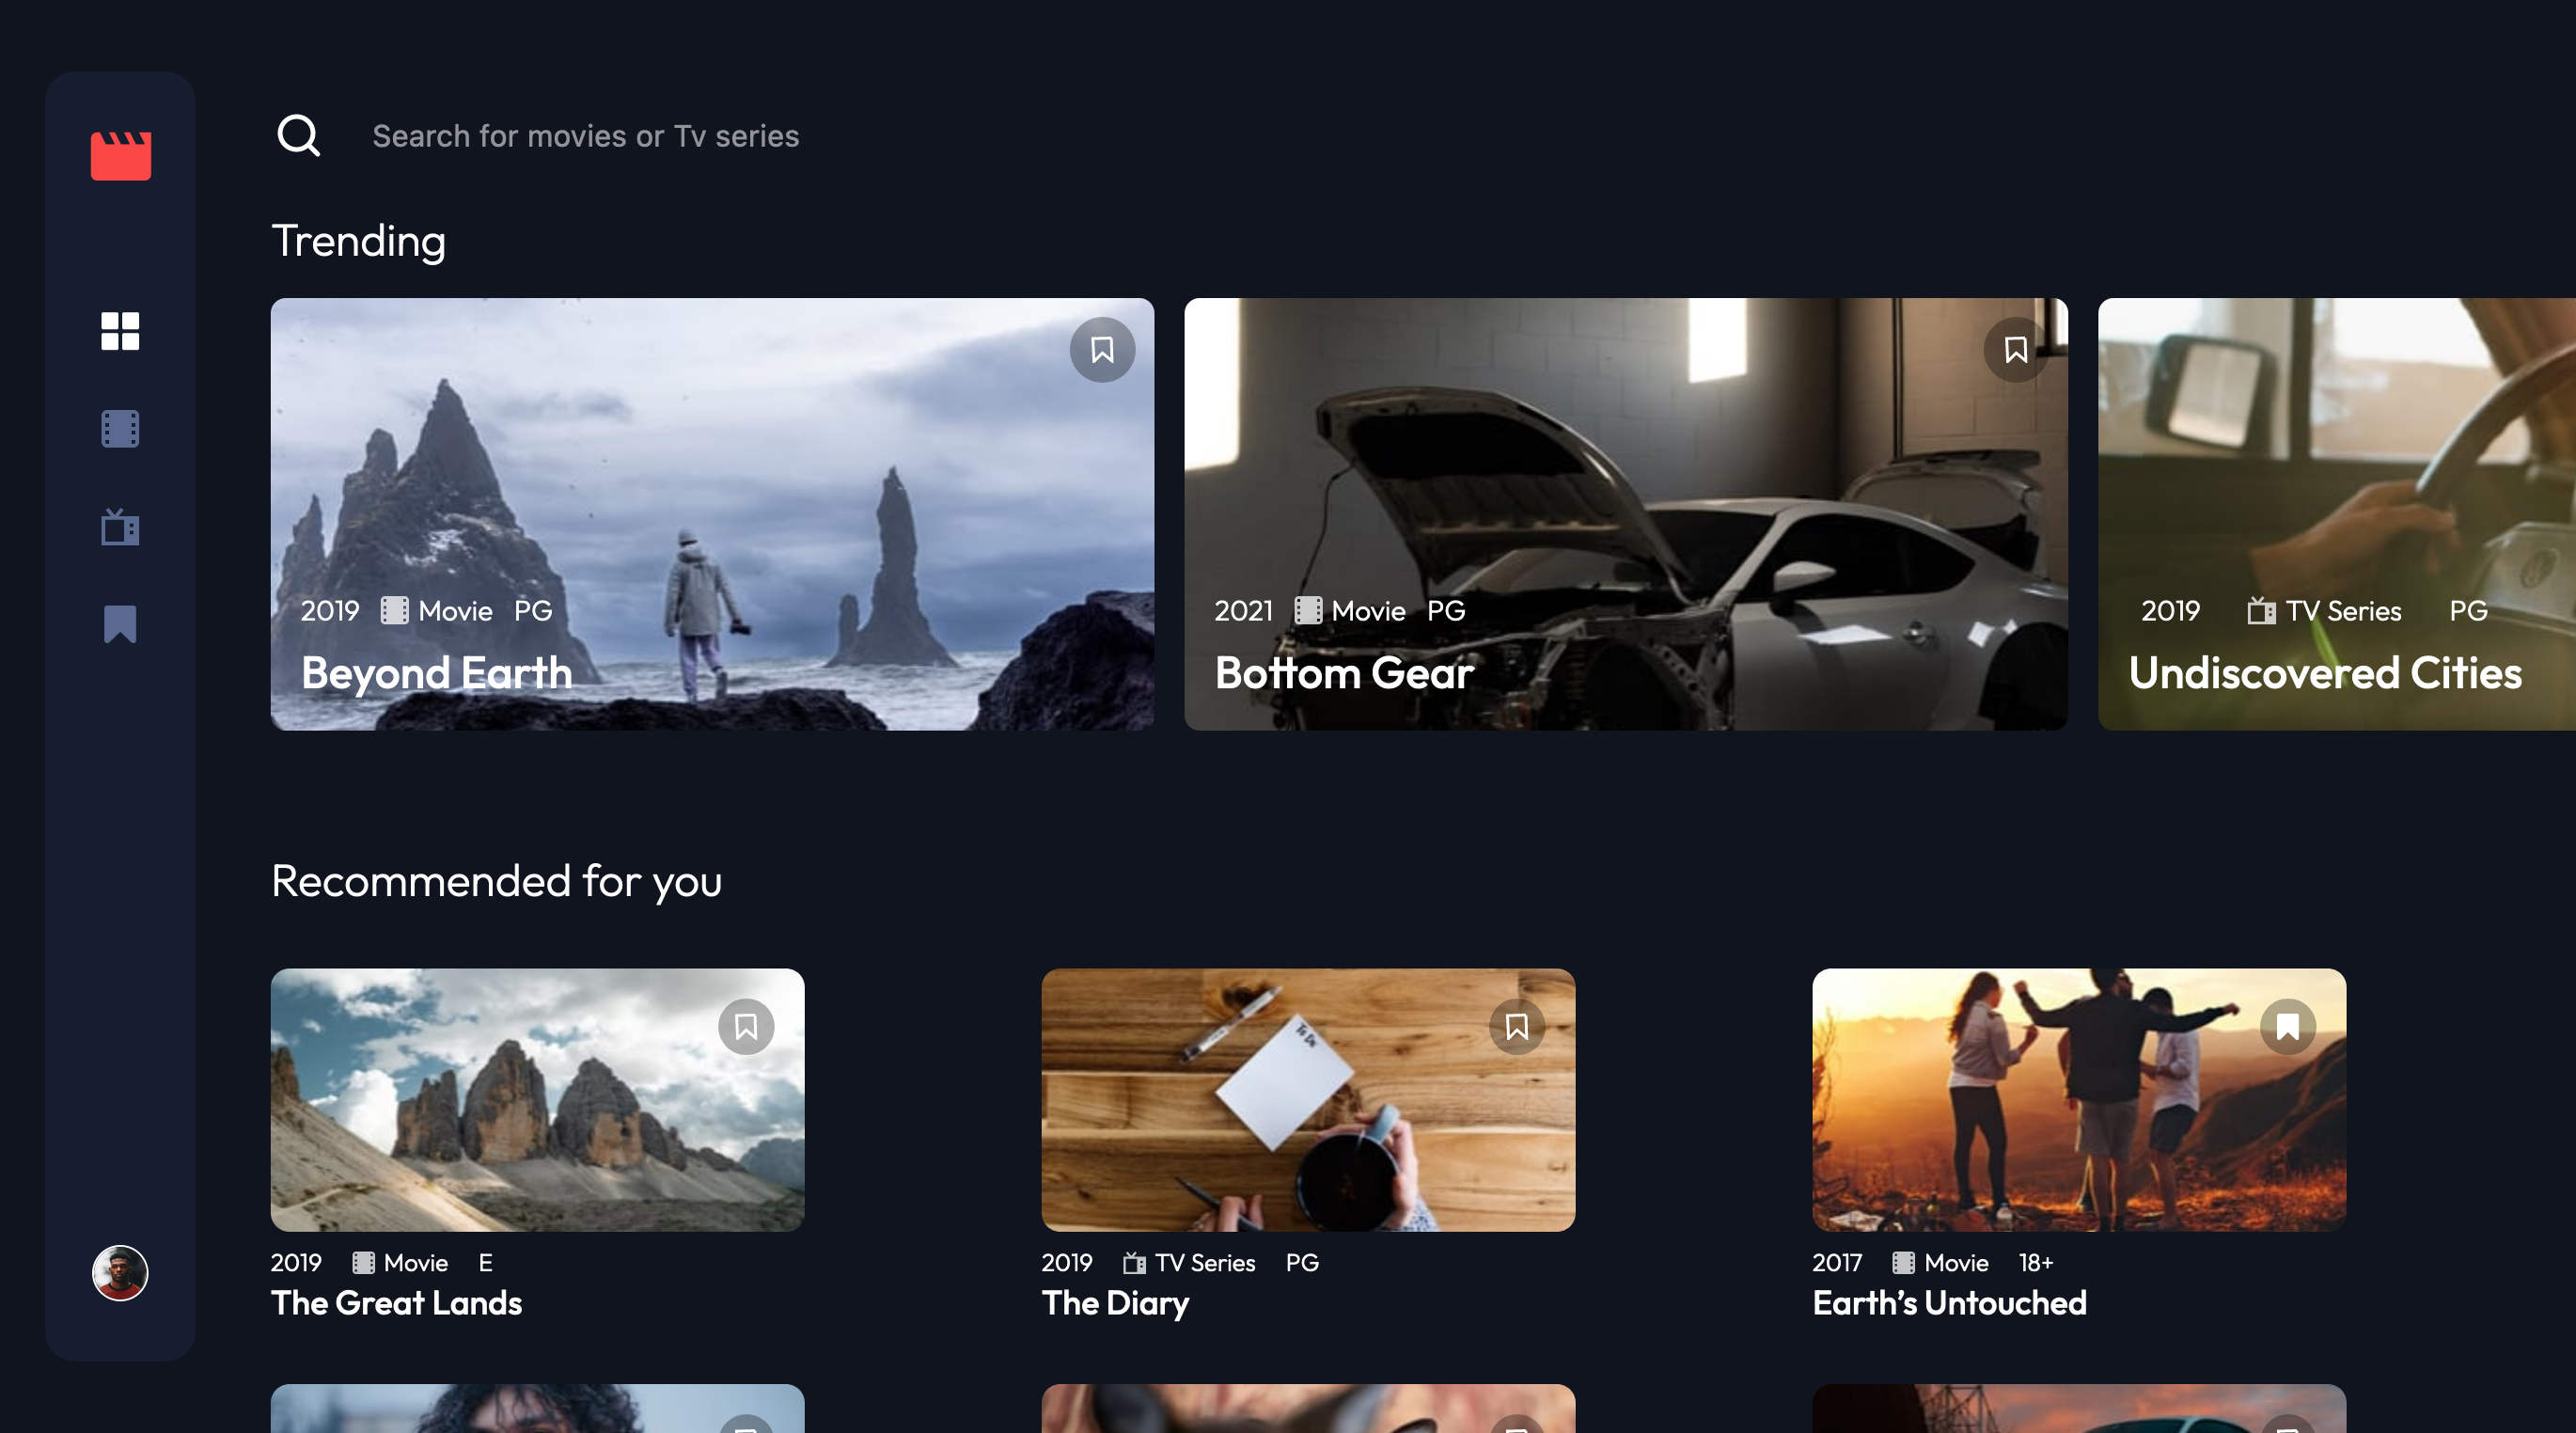 Search for movies or Tv series
Trending
2019 Movie PG
Beyond Earth
2021 Movie PG
Bottom Gear
2019 TV Series PG
Undiscovered Cities
Recommended for you
To Do
2019 Movie E
The Great Lands
2019 TV Series PG
The Diary
2017 Movie 18+
Earth’s Untouched